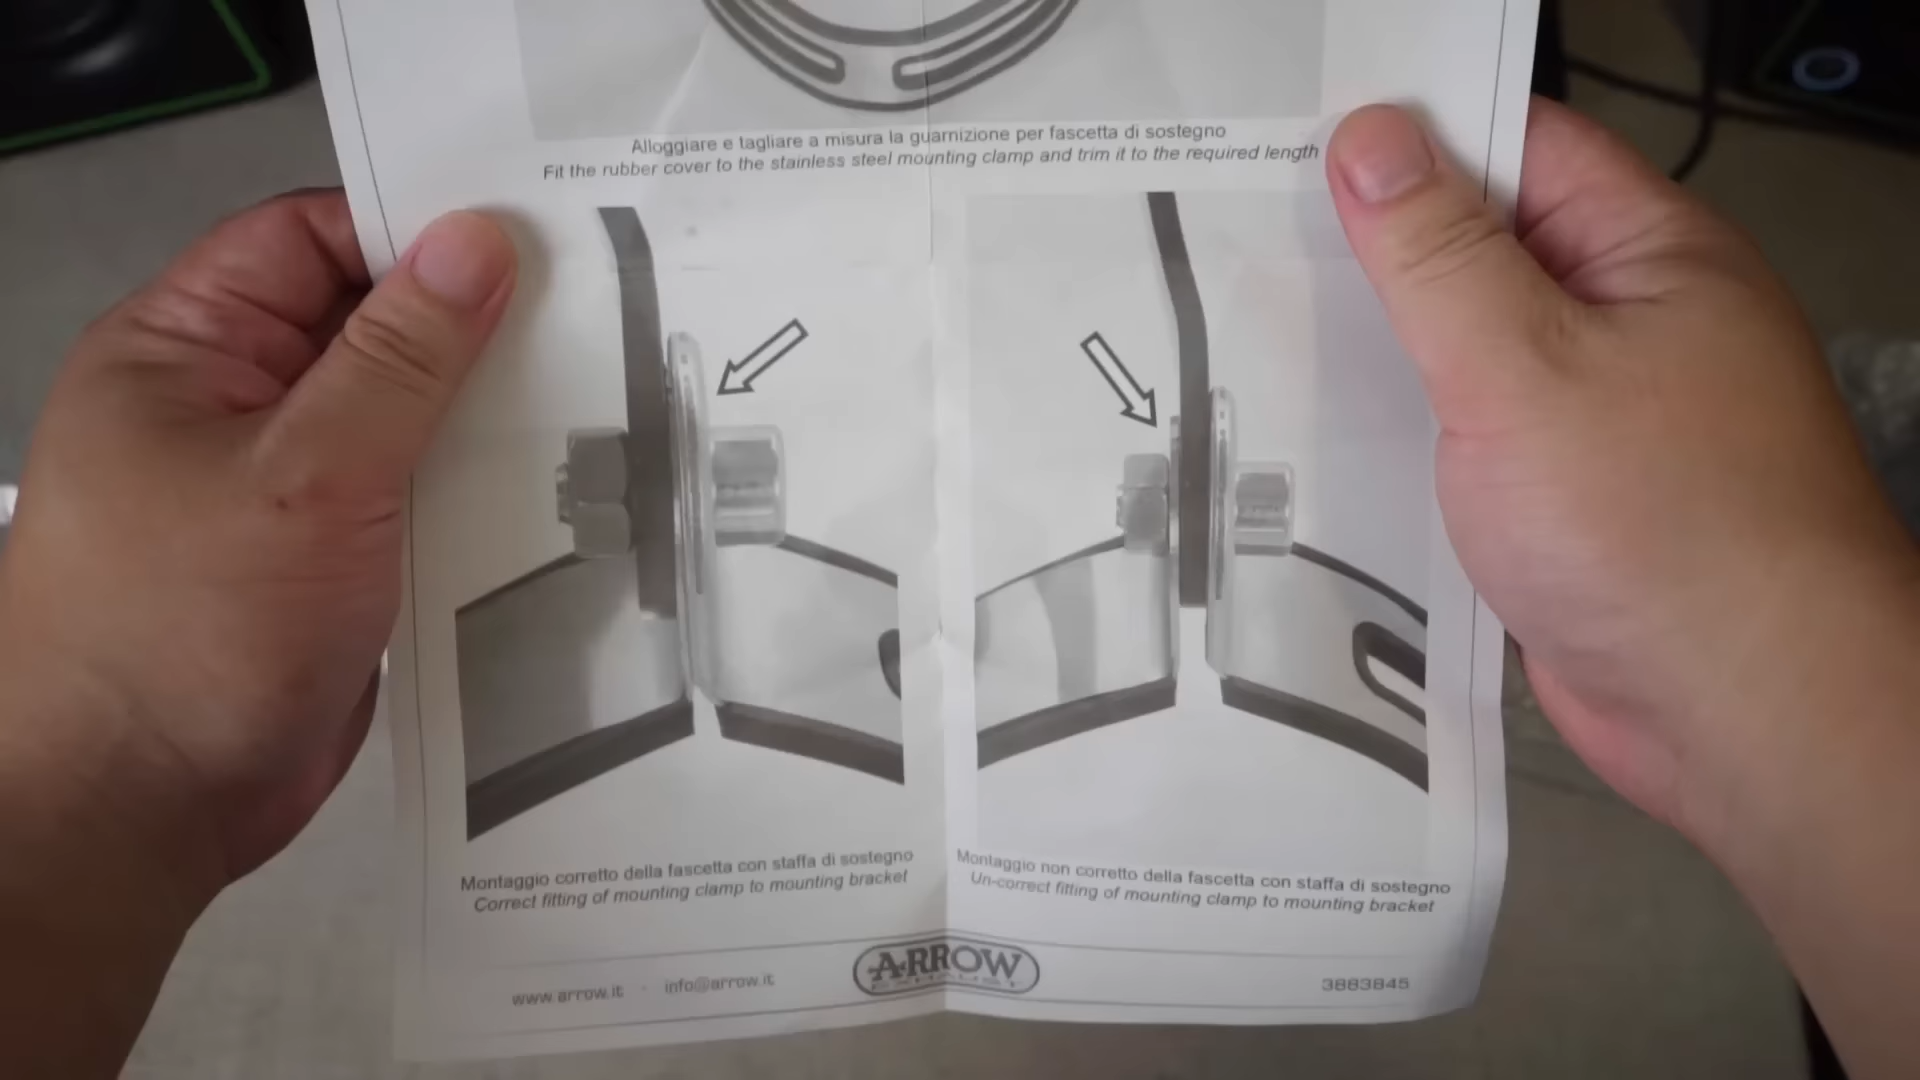 Alloggiare e tagliare a misura la guarnizione per fascetta di sostegno
Fit the rubber cover to the stainless steel mounting clamp and trim it to the required length
Montaggio corretto della fascetta con staffa di sostegno
Correct fitting of mounting clamp to mounting bracket
Montaggio non corretto della fascetta con staffa di sostegno
Un-correct fitting of mounting clamp to mounting bracket
www.arrow.it - info@arrow.it
ARROW
3883845